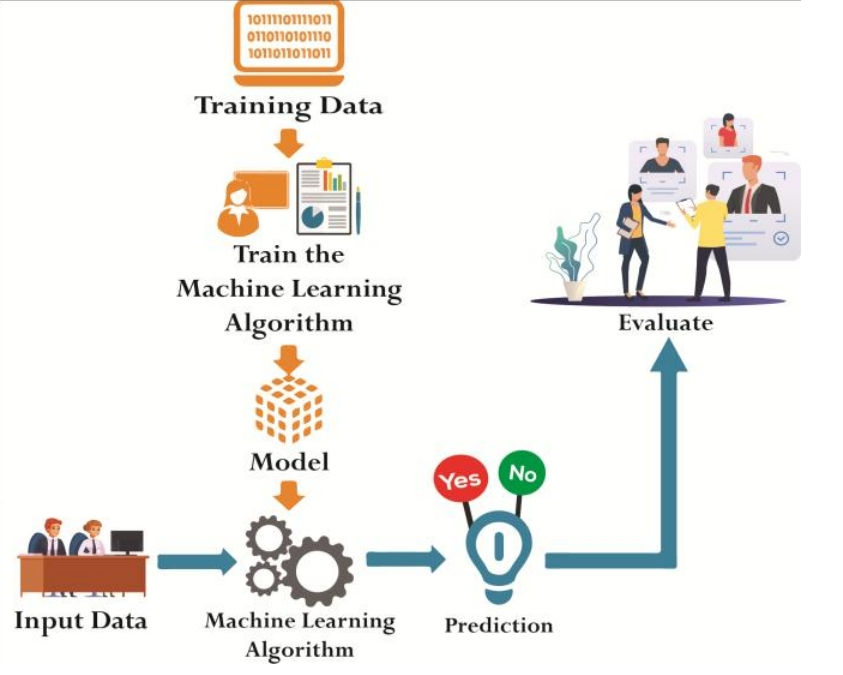 10111101111011
0110110101110
1011011011011
Training Data
Train the
Machine Learning
Algorithm
Model
Yes
No
Input Data
Machine Learning
Algorithm
Prediction
Evaluate